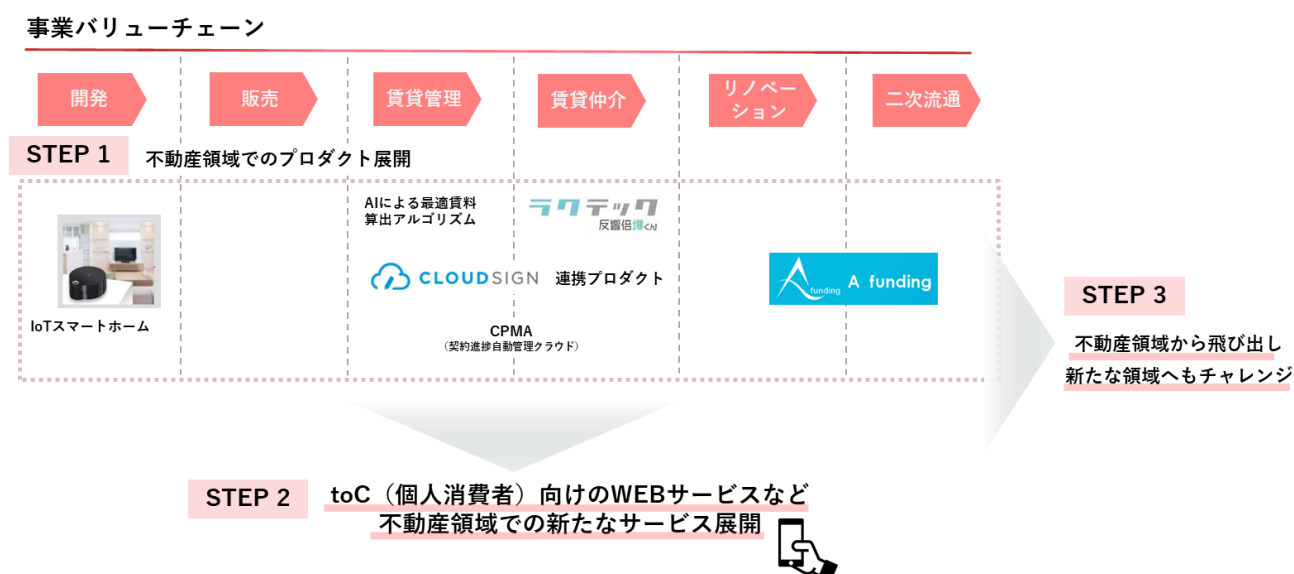 事業バリューチェーン
開発
販売
賃貸管理
賃貸仲介
リノベー
ション
二次流通
STEP 1
不動産領域でのプロダクト展開
AIによる最適賃料
算出アルゴリズム
ラクテック
反響倍増くん
CLOUDSIGN 連携プロダクト
CPMA
(契約進捗自動管理クラウド)
IoTスマートホーム
A funding
A funding
STEP 3
不動産領域から飛び出し
新たな領域へもチャレンジ
STEP 2
toC（個人消費者）向けのWEBサービスなど
不動産領域での新たなサービス展開